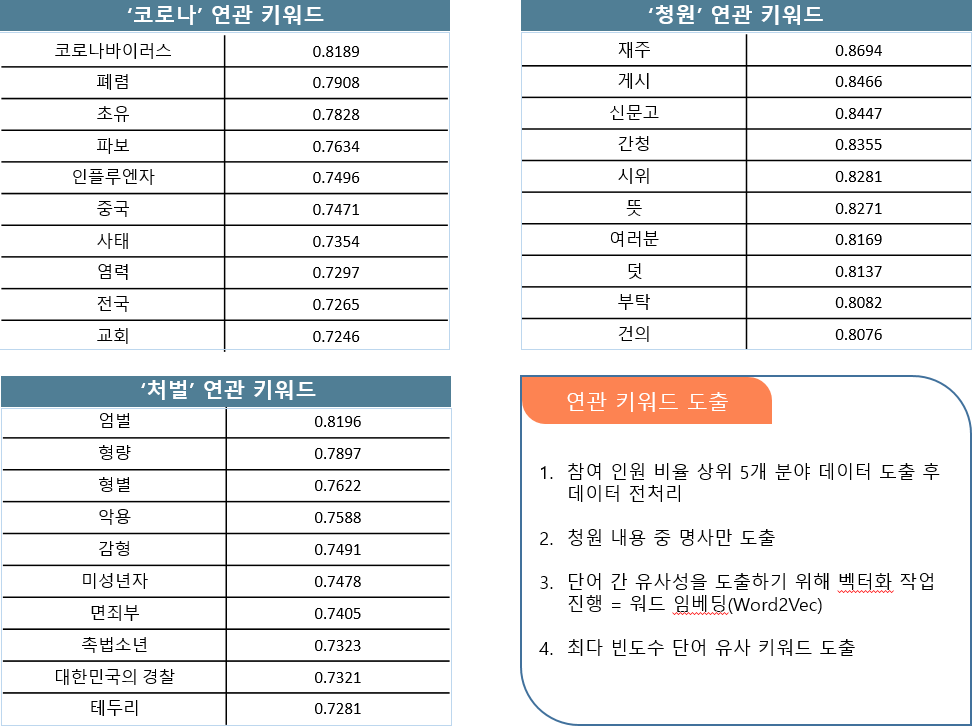 ‘코로나’ 연관 키워드
코로나바이러스 0.8189
폐렴 0.7908
초유 0.7828
파보 0.7634
인플루엔자 0.7496
중국 0.7471
사태 0.7354
염력 0.7297
전국 0.7265
교회 0.7246
‘청원’ 연관 키워드
재주 0.8694
게시 0.8466
신문고 0.8447
간청 0.8355
시위 0.8281
뜻 0.8271
여러분 0.8169
덧 0.8137
부탁 0.8082
건의 0.8076
‘처벌’ 연관 키워드
엄벌 0.8196
형량 0.7897
형별 0.7622
악용 0.7588
감형 0.7491
미성년자 0.7478
면죄부 0.7405
촉법소년 0.7323
대한민국의 경찰 0.7321
테두리 0.7281
연관 키워드 도출
1. 참여 인원 비율 상위 5개 분야 데이터 도출 후
데이터 전처리
2. 청원 내용 중 명사만 도출
3. 단어 간 유사성을 도출하기 위해 벡터화 작업
진행 = 워드 임베딩(Word2Vec)
4. 최다 빈도수 단어 유사 키워드 도출